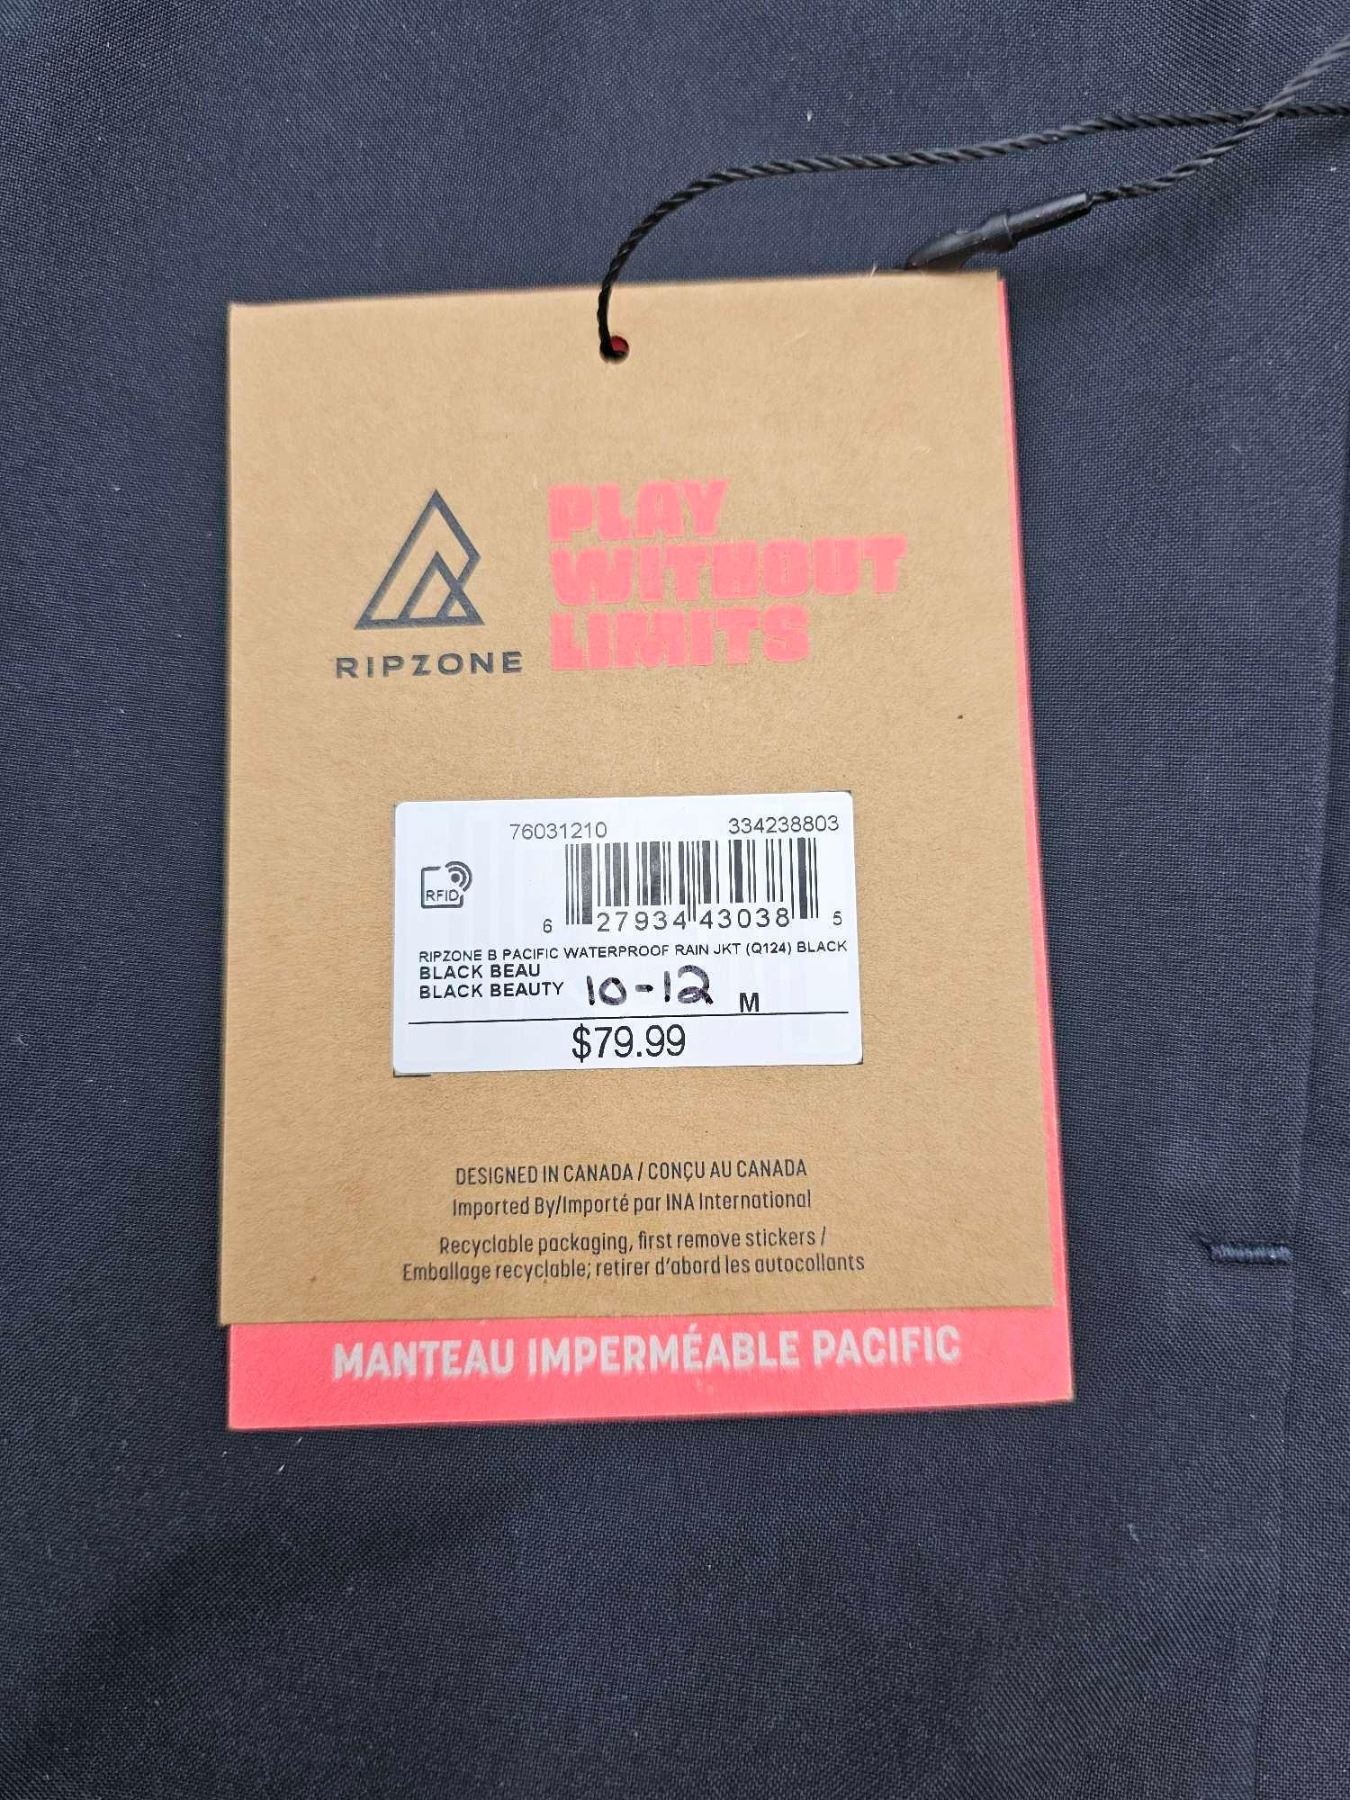 RIPZONE
PLAY
WITHOUT
LIMITS
76031210 334238803
RFID
6 27934 43038 5
RIPZONE B PACIFIC WATERPROOF RAIN JKT (Q124) BLACK
BLACK BEAU
BLACK BEAUTY 10-12 M
$79.99
DESIGNED IN CANADA / CONÇU AU CANADA
Imported By/Importé par INA International
Recyclable packaging, first remove stickers /
Emballage recyclable; retirer d'abord les autocollants
MANTEAU IMPERMÉABLE PACIFIC